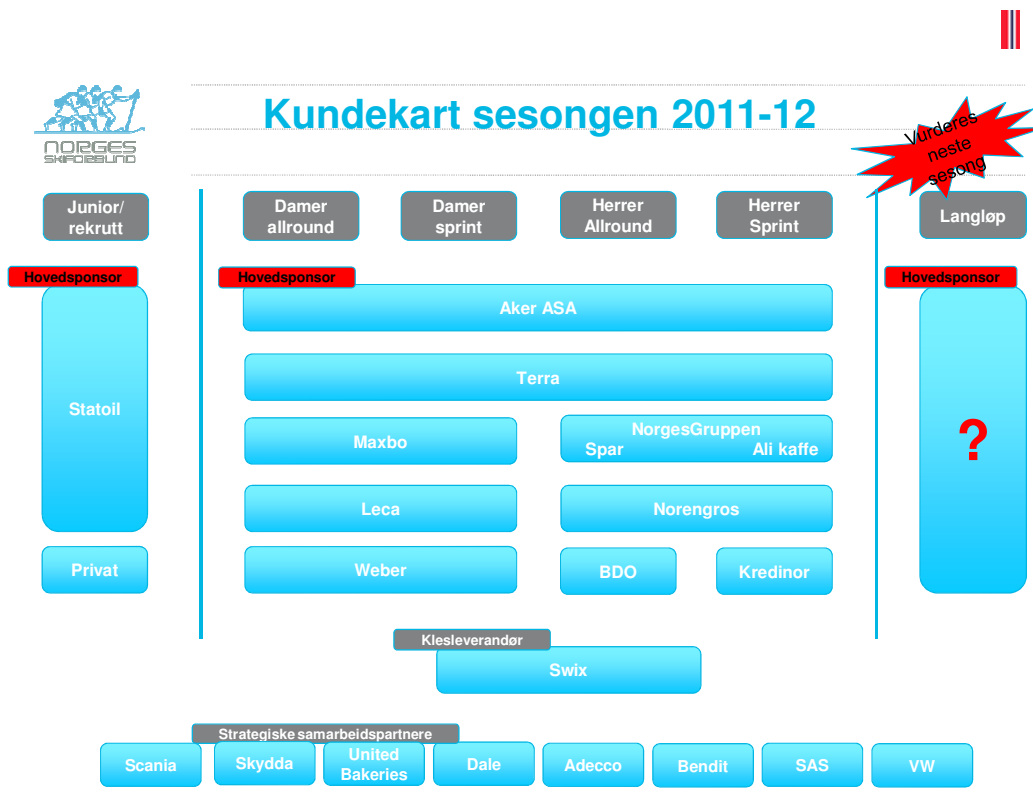 NORGES
SKIFORBUND
Kundekart sesongen 2011-12
Vurderes
neste
sesong
Junior/
rekrutt
Damer
allround
Damer
sprint
Herrer
Allround
Herrer
Sprint
Langløp
Hovedsponsor
Hovedsponsor
Hovedsponsor
Aker ASA
Terra
Statoil
Maxbo
NorgesGruppen
Spar Ali kaffe
?
Leca
Norengros
Privat
Weber
BDO
Kredinor
Klesleverandør
Swix
Strategiske samarbeidspartnere
Scania
Skydda
United
Bakeries
Dale
Adecco
Bendit
SAS
VW